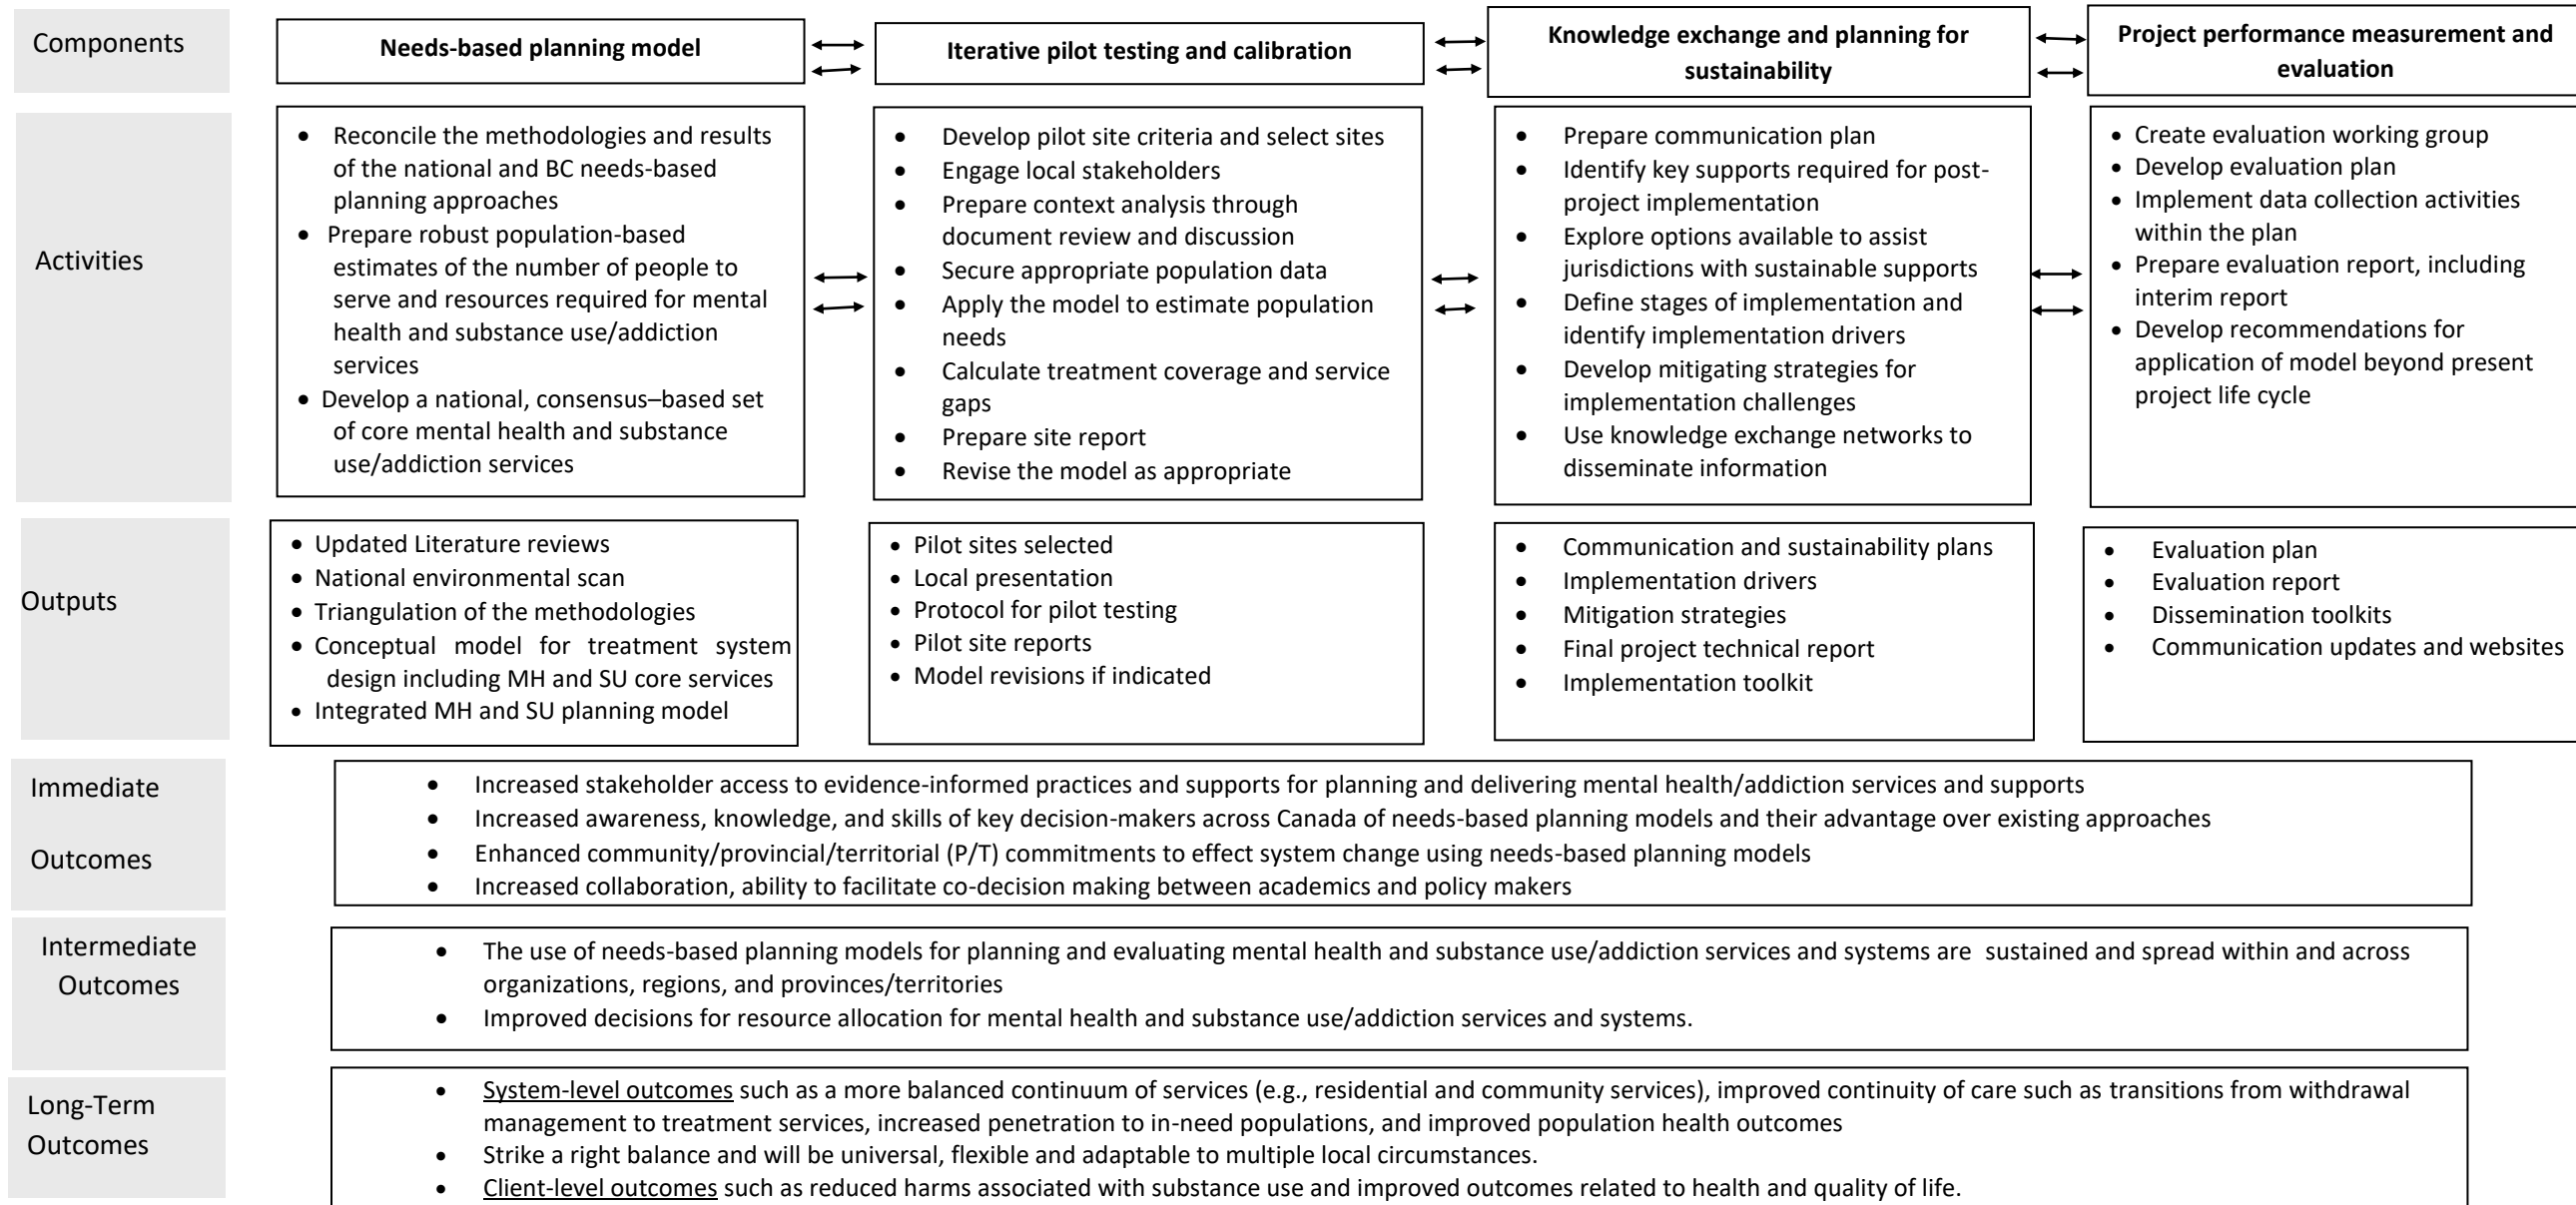 Components
Needs-based planning model
Iterative pilot testing and calibration
Knowledge exchange and planning for
sustainability
Project performance measurement and
evaluation
Activities
• Reconcile the methodologies and results
of the national and BC needs-based
planning approaches
• Prepare robust population-based
estimates of the number of people to
serve and resources required for mental
health and substance use/addiction
services
• Develop a national, consensus–based set
of core mental health and substance
use/addiction services
• Develop pilot site criteria and select sites
• Engage local stakeholders
• Prepare context analysis through
document review and discussion
• Secure appropriate population data
• Apply the model to estimate population
needs
• Calculate treatment coverage and service
gaps
• Prepare site report
• Revise the model as appropriate
• Prepare communication plan
• Identify key supports required for post-
project implementation
• Explore options available to assist
jurisdictions with sustainable supports
• Define stages of implementation and
identify implementation drivers
• Develop mitigating strategies for
implementation challenges
• Use knowledge exchange networks to
disseminate information
• Create evaluation working group
• Develop evaluation plan
• Implement data collection activities
within the plan
• Prepare evaluation report, including
interim report
• Develop recommendations for
application of model beyond present
project life cycle
Outputs
• Updated Literature reviews
• National environmental scan
• Triangulation of the methodologies
• Conceptual model for treatment system
design including MH and SU core services
• Integrated MH and SU planning model
• Pilot sites selected
• Local presentation
• Protocol for pilot testing
• Pilot site reports
• Model revisions if indicated
• Communication and sustainability plans
• Implementation drivers
• Mitigation strategies
• Final project technical report
• Implementation toolkit
• Evaluation plan
• Evaluation report
• Dissemination toolkits
• Communication updates and websites
Immediate
Outcomes
• Increased stakeholder access to evidence-informed practices and supports for planning and delivering mental health/addiction services and supports
• Increased awareness, knowledge, and skills of key decision-makers across Canada of needs-based planning models and their advantage over existing approaches
• Enhanced community/provincial/territorial (P/T) commitments to effect system change using needs-based planning models
• Increased collaboration, ability to facilitate co-decision making between academics and policy makers
Intermediate
Outcomes
• The use of needs-based planning models for planning and evaluating mental health and substance use/addiction services and systems are sustained and spread within and across
organizations, regions, and provinces/territories
• Improved decisions for resource allocation for mental health and substance use/addiction services and systems.
Long-Term
Outcomes
• System-level outcomes such as a more balanced continuum of services (e.g., residential and community services), improved continuity of care such as transitions from withdrawal
management to treatment services, increased penetration to in-need populations, and improved population health outcomes
• Strike a right balance and will be universal, flexible and adaptable to multiple local circumstances.
• Client-level outcomes such as reduced harms associated with substance use and improved outcomes related to health and quality of life.